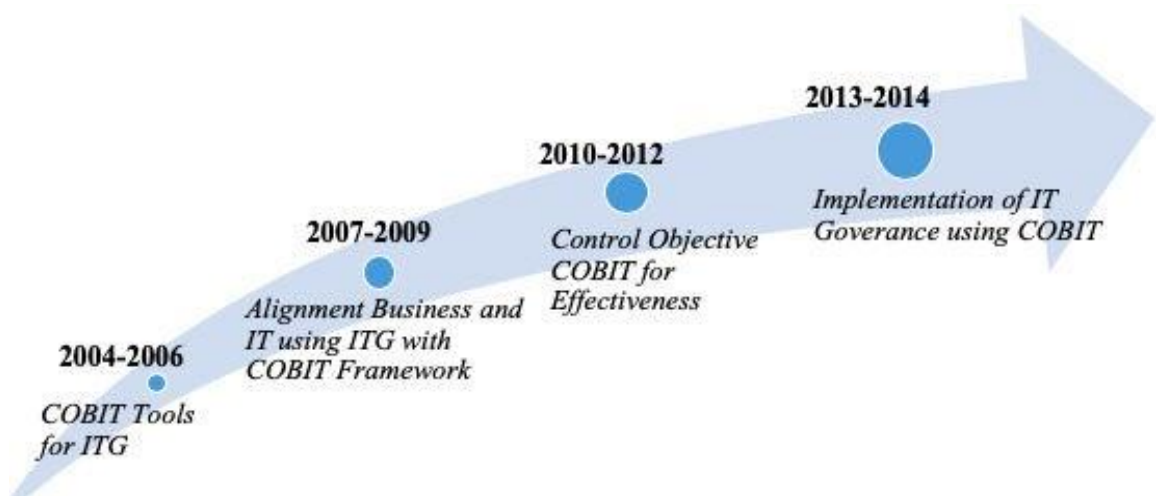 2004-2006
COBIT Tools
for ITG
2007-2009
Alignment Business and
IT using ITG with
COBIT Framework
2010-2012
Control Objective
COBIT for
Effectiveness
2013-2014
Implementation of IT
Goverance using COBIT